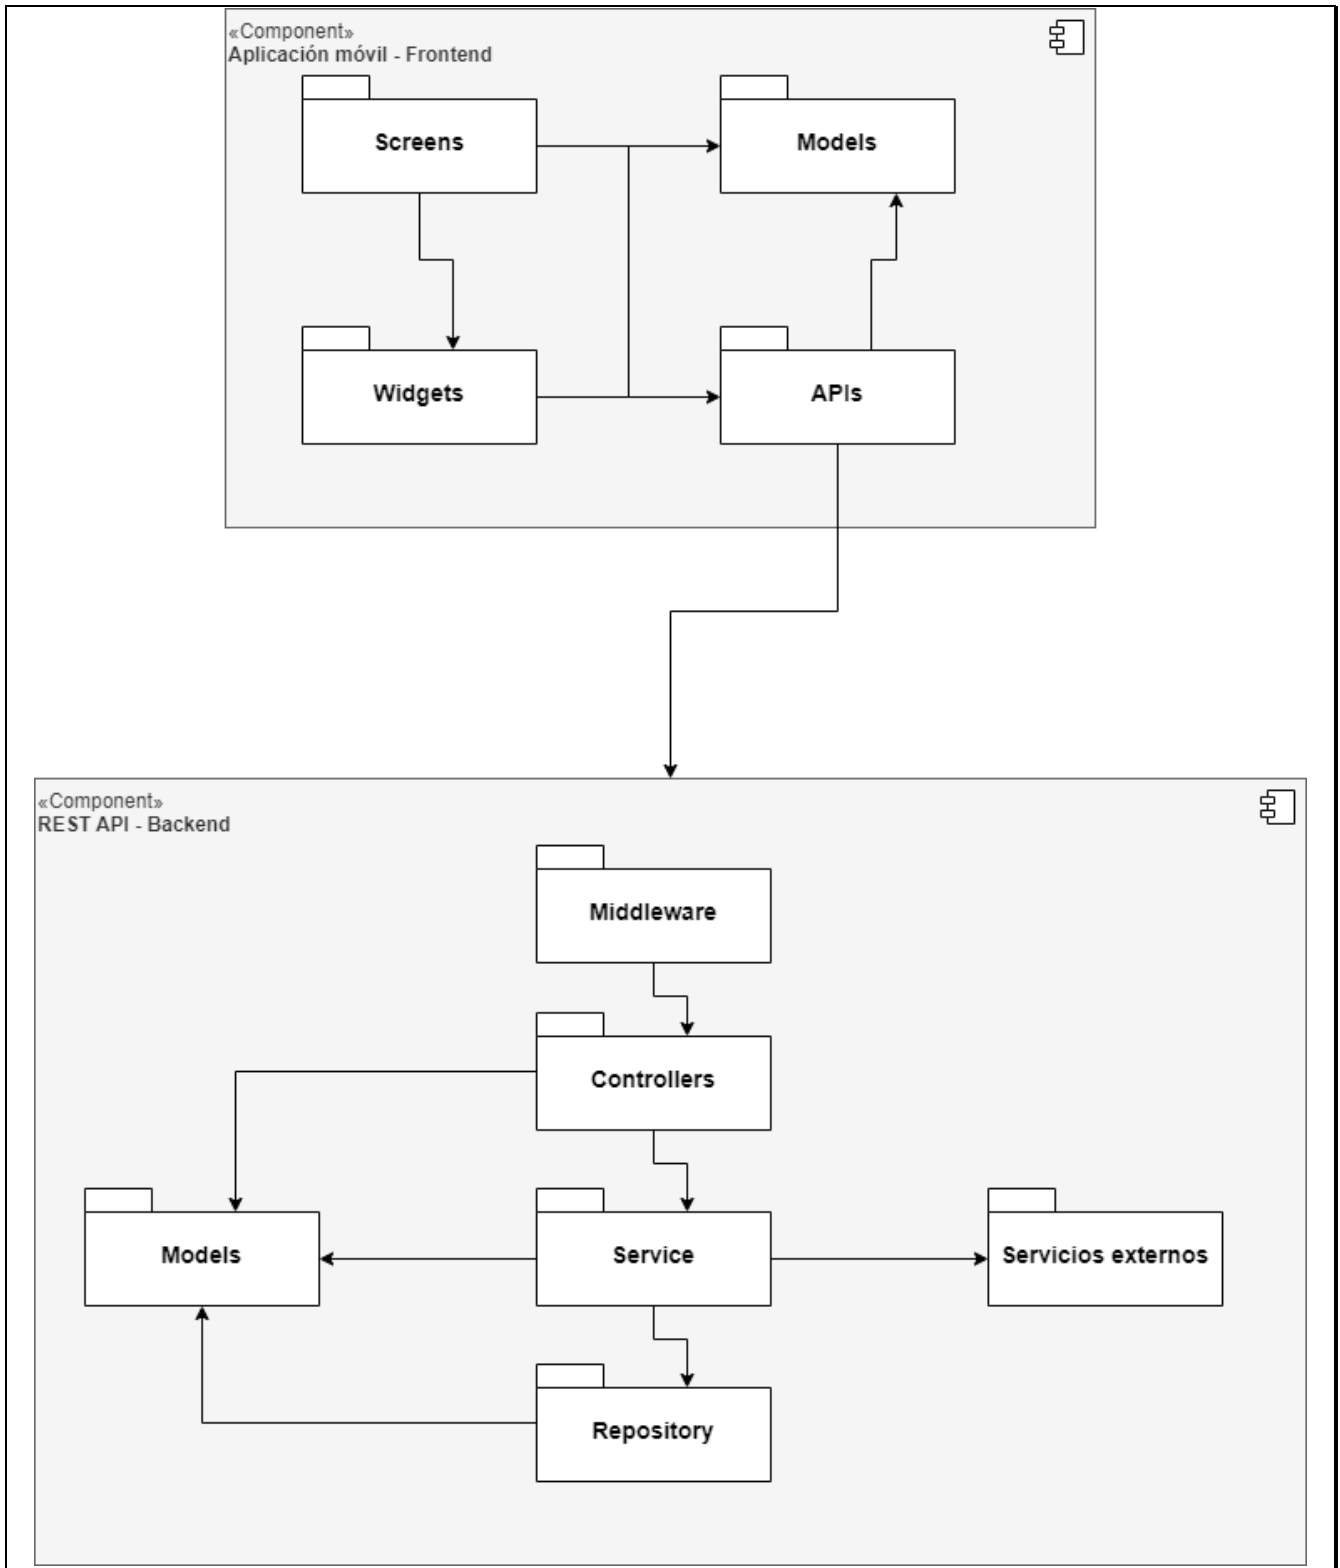 «Component»
Aplicación móvil - Frontend
Screens
Models
Widgets
APIs
«Component»
REST API - Backend
Middleware
Controllers
Models
Service
Servicios externos
Repository